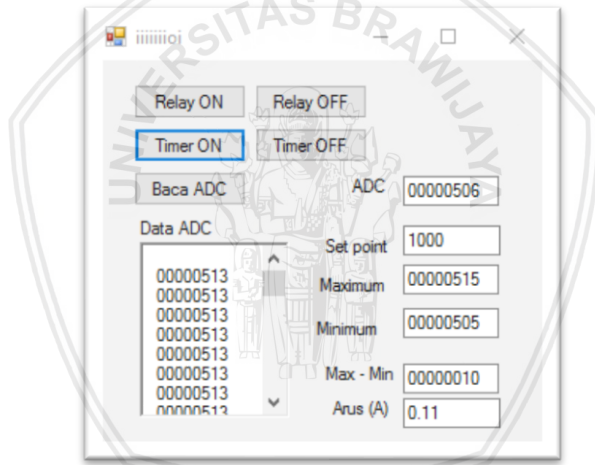 UNIVERSITAS BRAWIJAYA
iiiiiiioi
Relay ON Relay OFF
Timer ON Timer OFF
Baca ADC
ADC 00000506
Data ADC
Set point 1000
Maximum 00000515
Minimum 00000505
Max - Min 00000010
Arus (A) 0.11
00000513
00000513
00000513
00000513
00000513
00000513
00000513
00000513